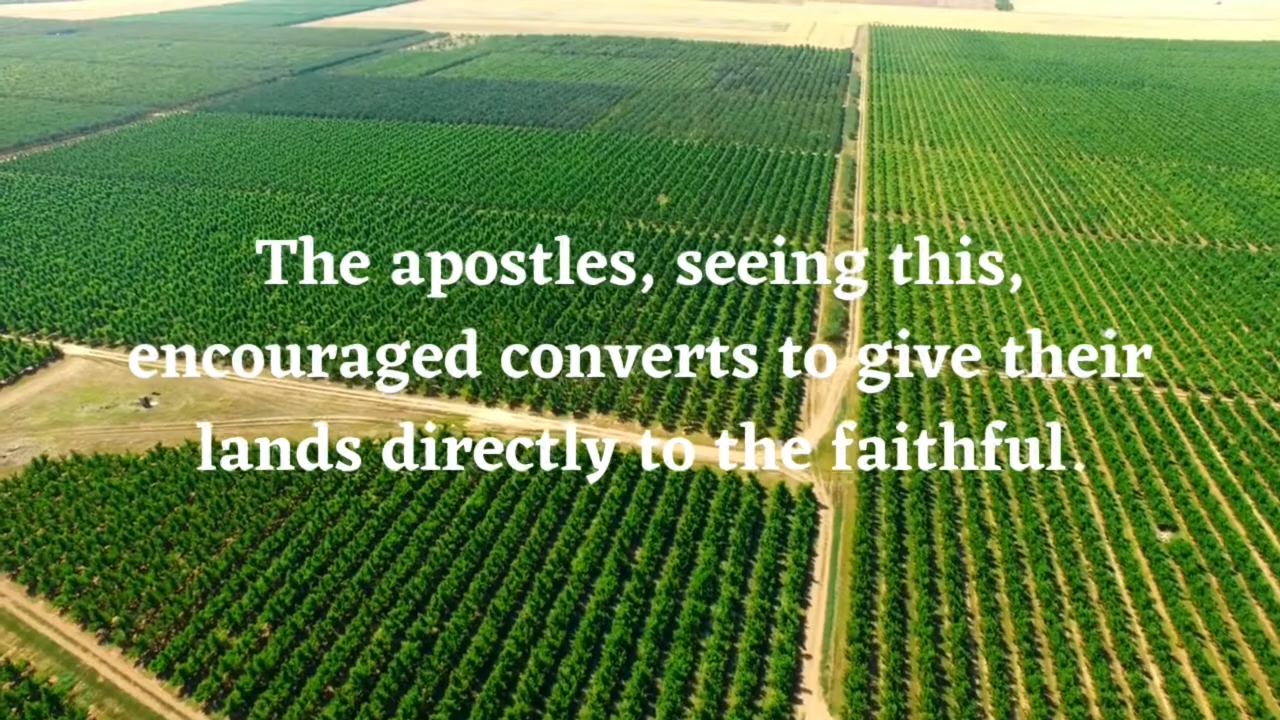 The apostles, seeing this,
encouraged converts to give their
lands directly to the faithful.